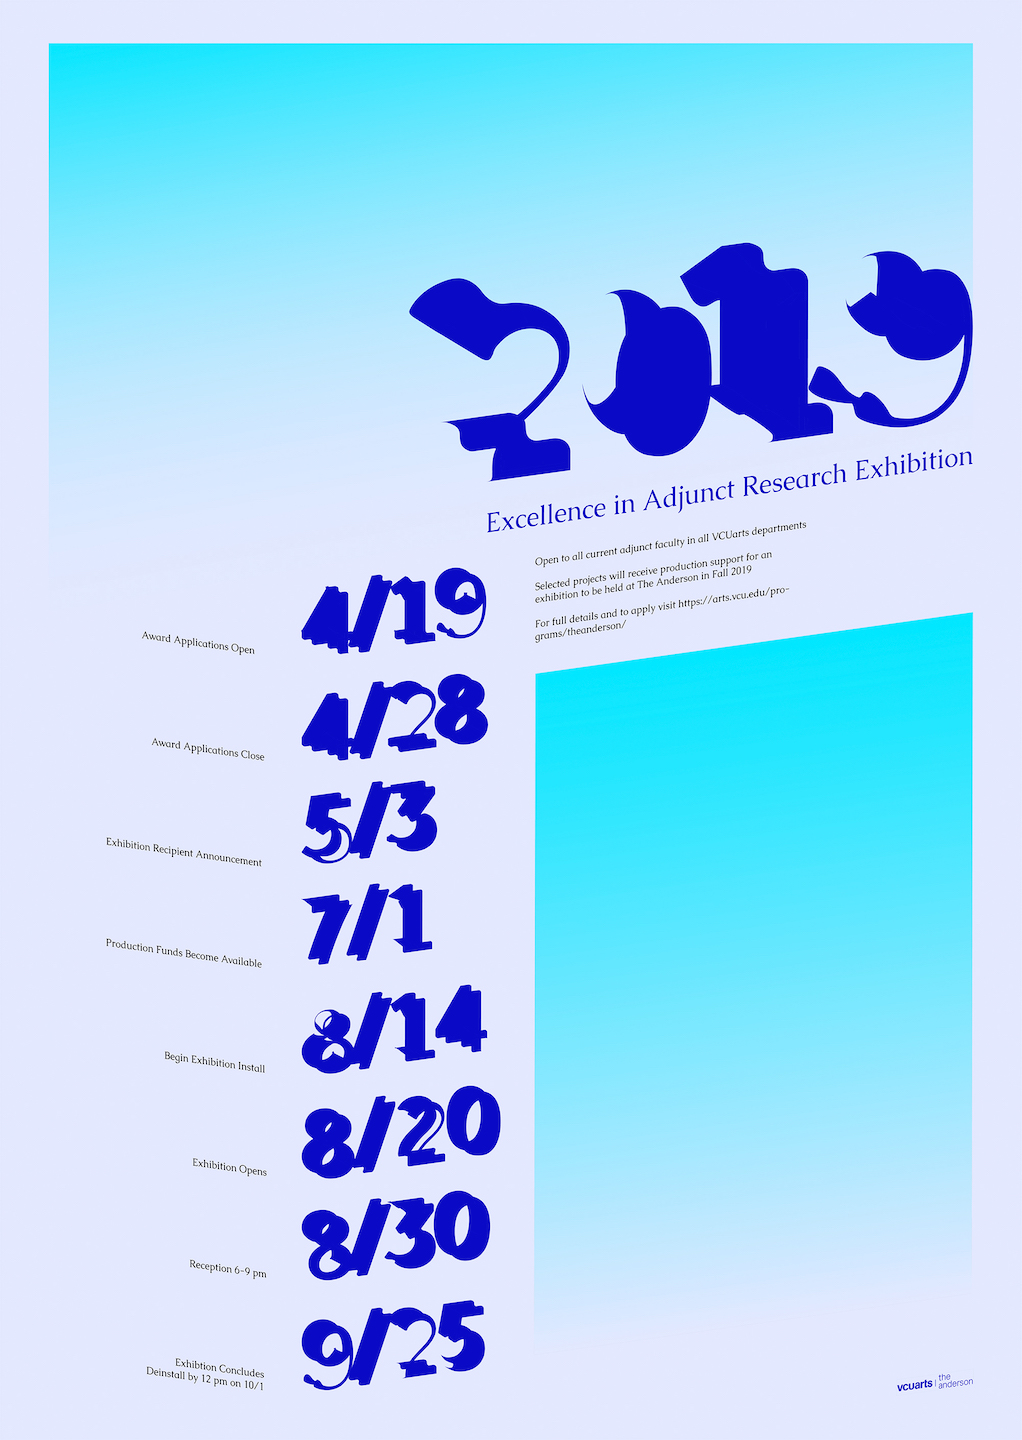 2019
Excellence in Adjunct Research Exhibition
Open to all current adjunct faculty in all VCUarts departments
Selected projects will receive production support for an
exhibition to be held at The Anderson in Fall 2019
For full details and to apply visit https://arts.vcu.edu/pro-
grams/theanderson/
Award Applications Open
4/19
Award Applications Close
4/28
Exhibition Recipient Announcement
5/3
Production Funds Become Available
7/1
Begin Exhibition Install
8/14
Exhibition Opens
8/20
Reception 6-9 pm
8/30
Exhibtion Concludes
Deinstall by 12 pm on 10/1
9/25
vcuarts | the
anderson